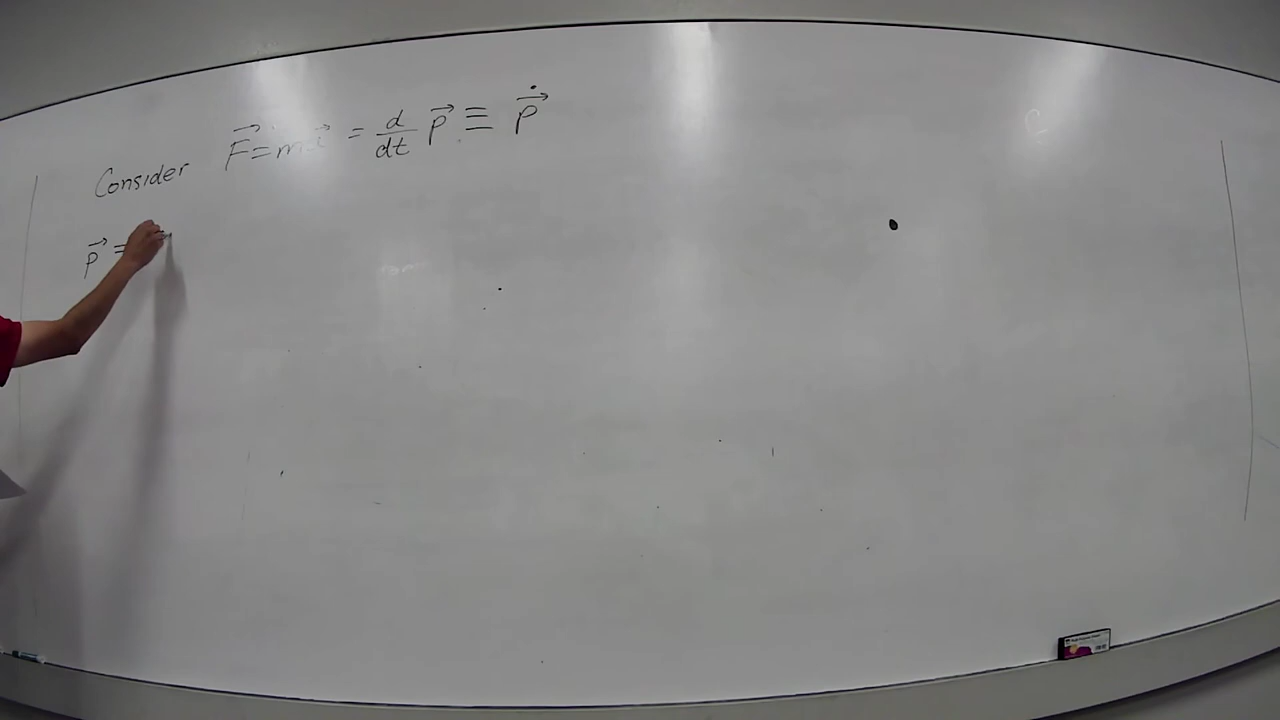 Consider F⃗ = ma⃗ = d/dt p⃗ ≡ p⃗̇
p⃗ =